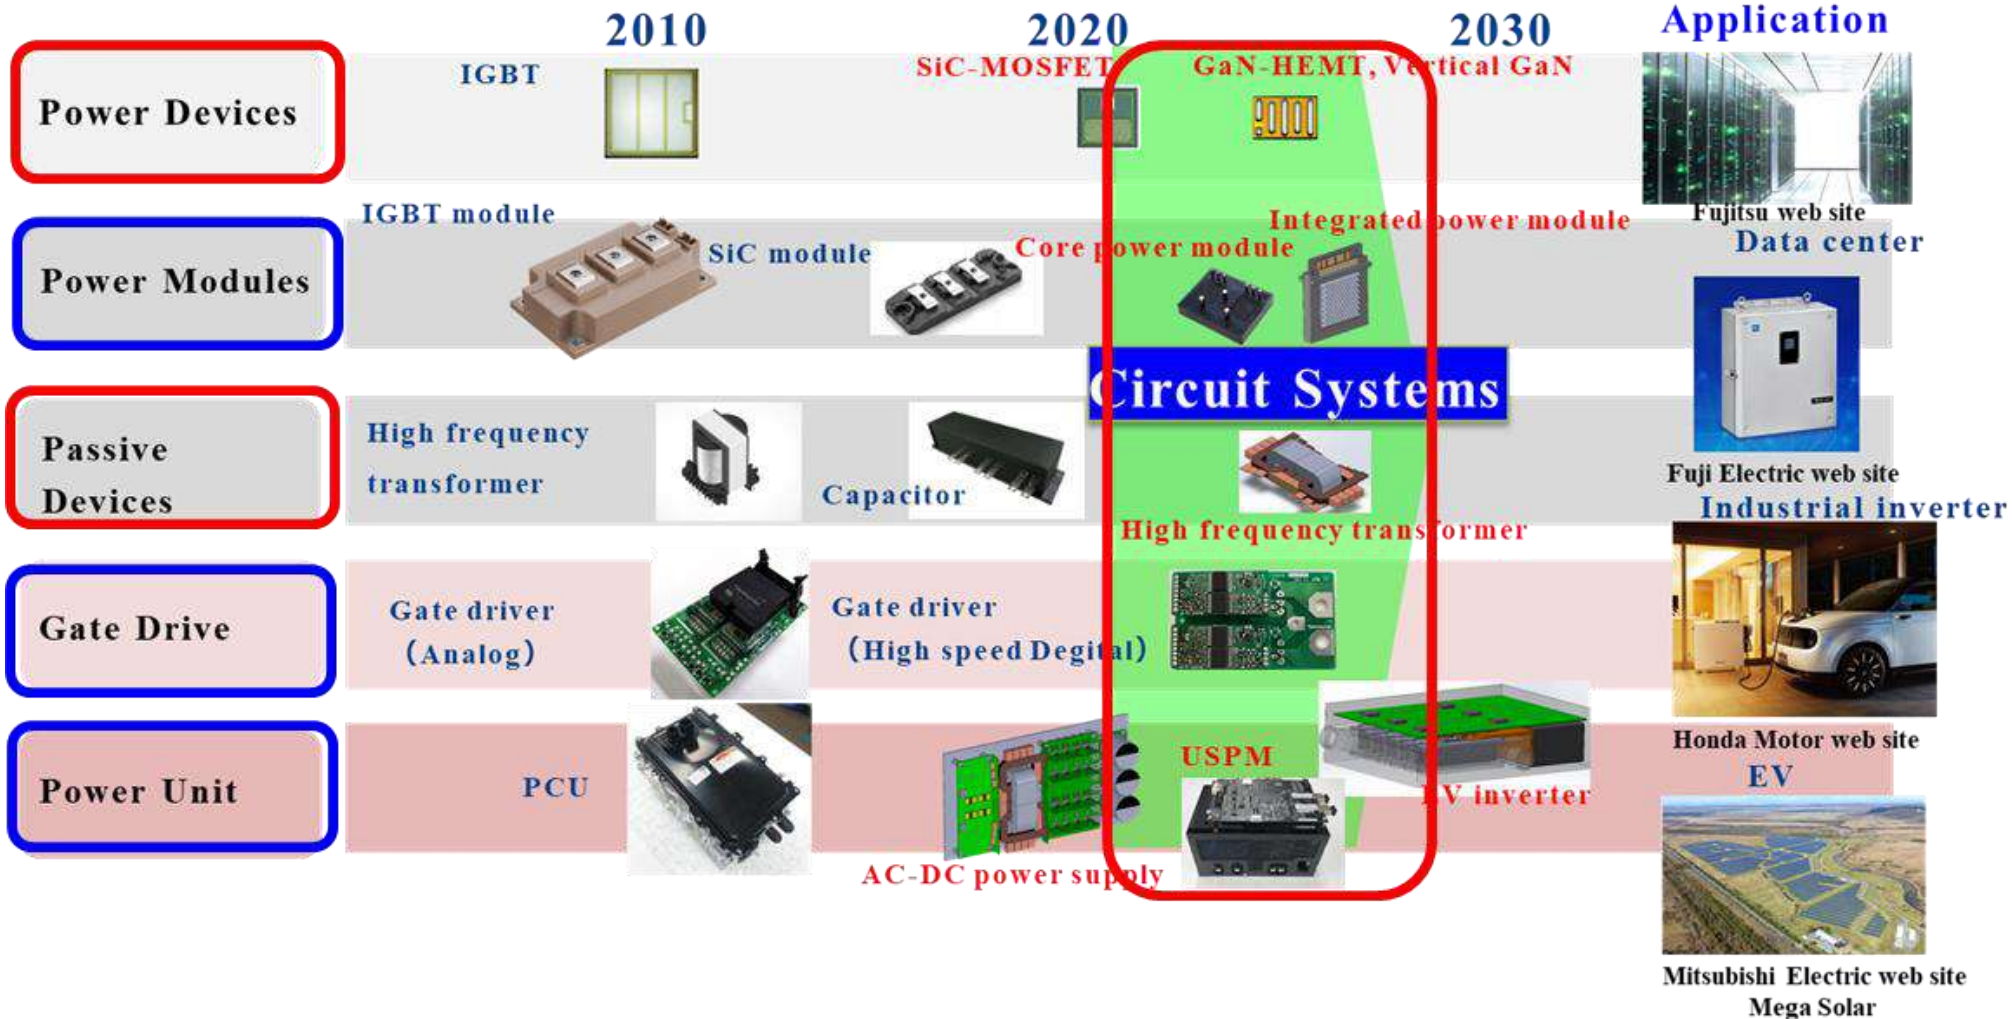 2010
2020
2030
Application
Power Devices
IGBT
SiC-MOSFET
GaN-HEMT, Vertical GaN
Fujitsu web site
Data center
Power Modules
IGBT module
SiC module
Core power module
Integrated power module
Circuit Systems
Fuji Electric web site
Industrial inverter
Passive
Devices
High frequency
transformer
Capacitor
High frequency transformer
Gate Drive
Gate driver
(Analog)
Gate driver
(High speed Degital)
Honda Motor web site
EV
Power Unit
PCU
AC-DC power supply
USPM
EV inverter
Mitsubishi Electric web site
Mega Solar